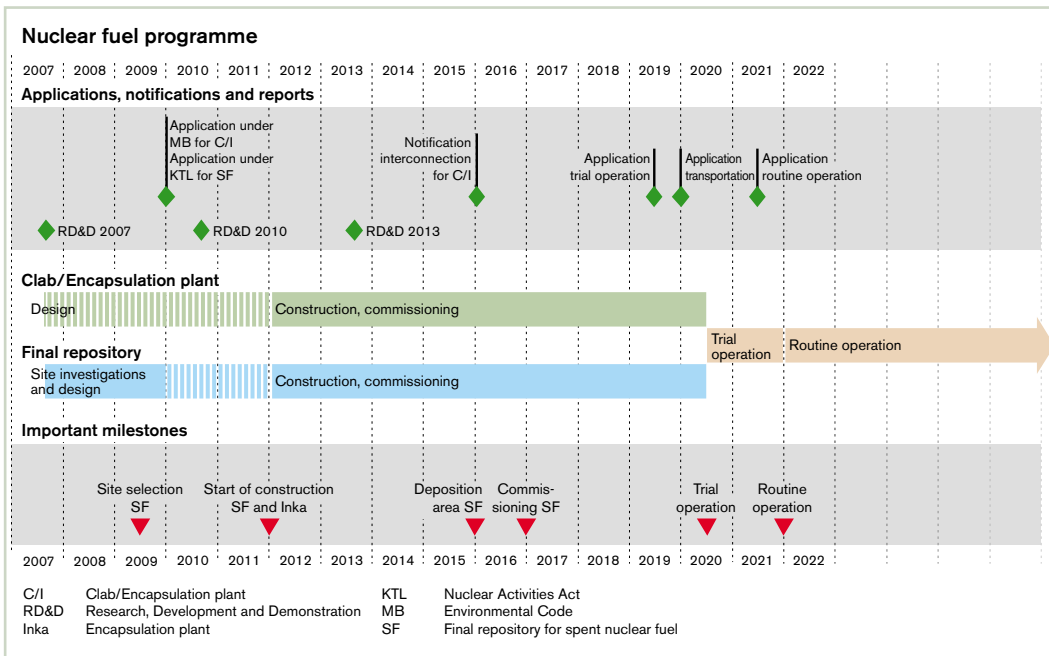 Nuclear fuel programme
2007 2008 2009 2010 2011 2012 2013 2014 2015 2016 2017 2018 2019 2020 2021 2022
Applications, notifications and reports
Application under
MB for C/I
Application under
KTL for SF
Notification
interconnection
for C/I
Application
trial operation
Application
transportation
Application
routine operation
RD&D 2007
RD&D 2010
RD&D 2013
Clab/Encapsulation plant
Design
Construction, commissioning
Trial
operation
Routine operation
Final repository
Site investigations
and design
Construction, commissioning
Important milestones
Site selection
SF
Start of construction
SF and Inka
Deposition
area SF
Commis-
sioning SF
Trial
operation
Routine
operation
2007 2008 2009 2010 2011 2012 2013 2014 2015 2016 2017 2018 2019 2020 2021 2022
C/I Clab/Encapsulation plant KTL Nuclear Activities Act
RD&D Research, Development and Demonstration MB Environmental Code
Inka Encapsulation plant SF Final repository for spent nuclear fuel